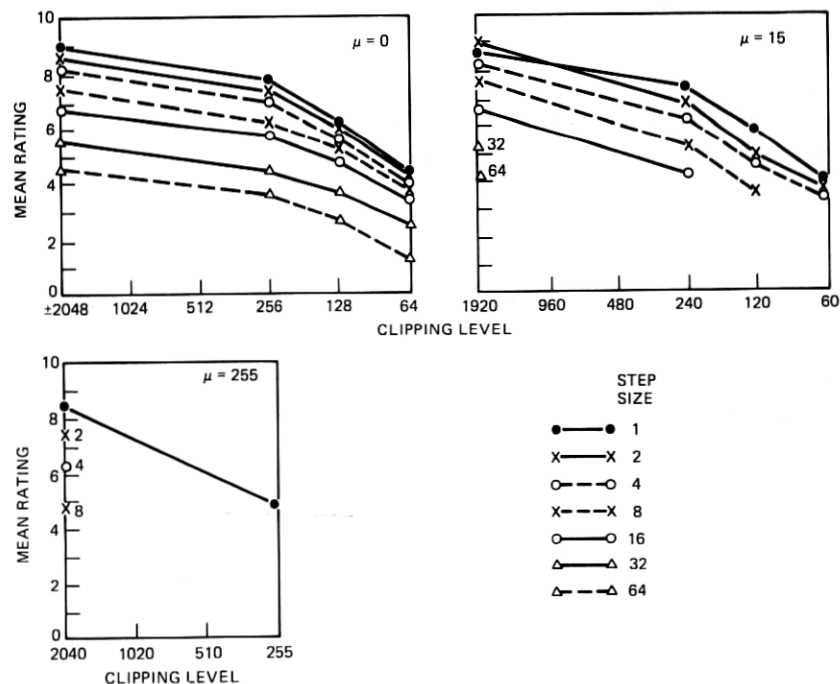 μ = 0
10
8
6
4
2
0
MEAN RATING
±2048 1024 512 256 128 64
μ = 15
32
64
1920 960 480 240 120 60
CLIPPING LEVEL
μ = 255
10
8
6
4
2
0
MEAN RATING
2
4
8
2040 1020 510 255
CLIPPING LEVEL
STEP
SIZE
1
2
4
8
16
32
64